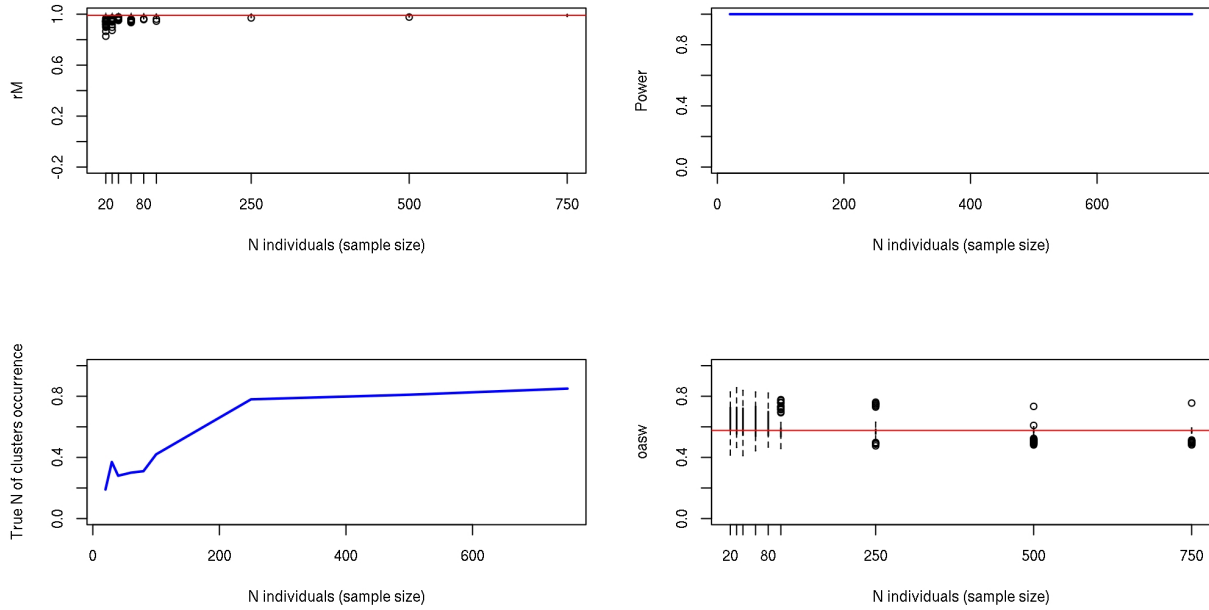 rM
1.0
0.6
0.2
-0.2
20 80 250 500 750
N individuals (sample size)
Power
0.8
0.4
0.0
0 200 400 600
N individuals (sample size)
True N of clusters occurrence
0.8
0.4
0.0
0 200 400 600
N individuals (sample size)
oasw
0.8
0.4
0.0
20 80 250 500 750
N individuals (sample size)